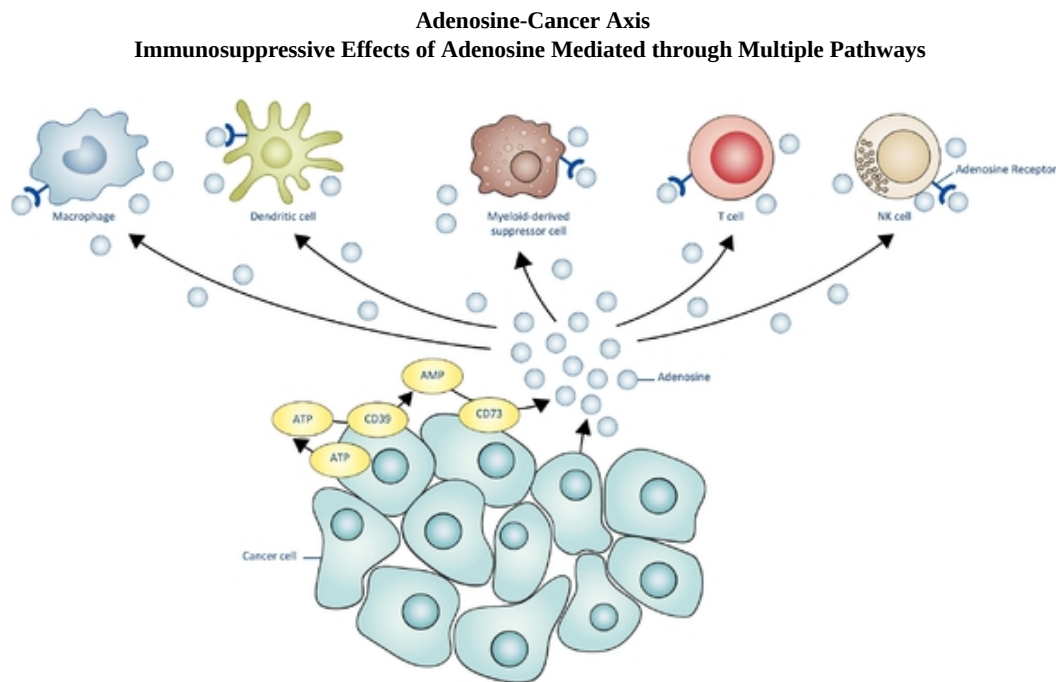 Adenosine-Cancer Axis
Immunosuppressive Effects of Adenosine Mediated through Multiple Pathways
Adenosine Receptor
Macrophage
Dendritic cell
Myeloid-derived
suppressor cell
T cell
NK cell
AMP
Adenosine
ATP
CD39
CD73
ATP
Cancer cell